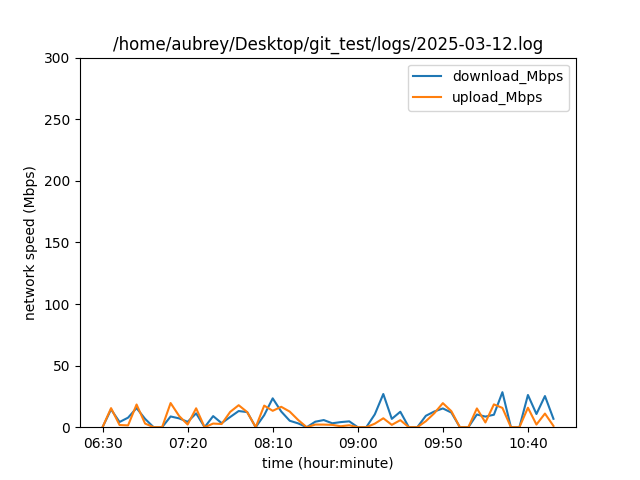 /home/aubrey/Desktop/git_test/logs/2025-03-12.log
download_Mbps
upload_Mbps
network speed (Mbps)
300
250
200
150
100
50
0
06:30 07:20 08:10 09:00 09:50 10:40
time (hour:minute)